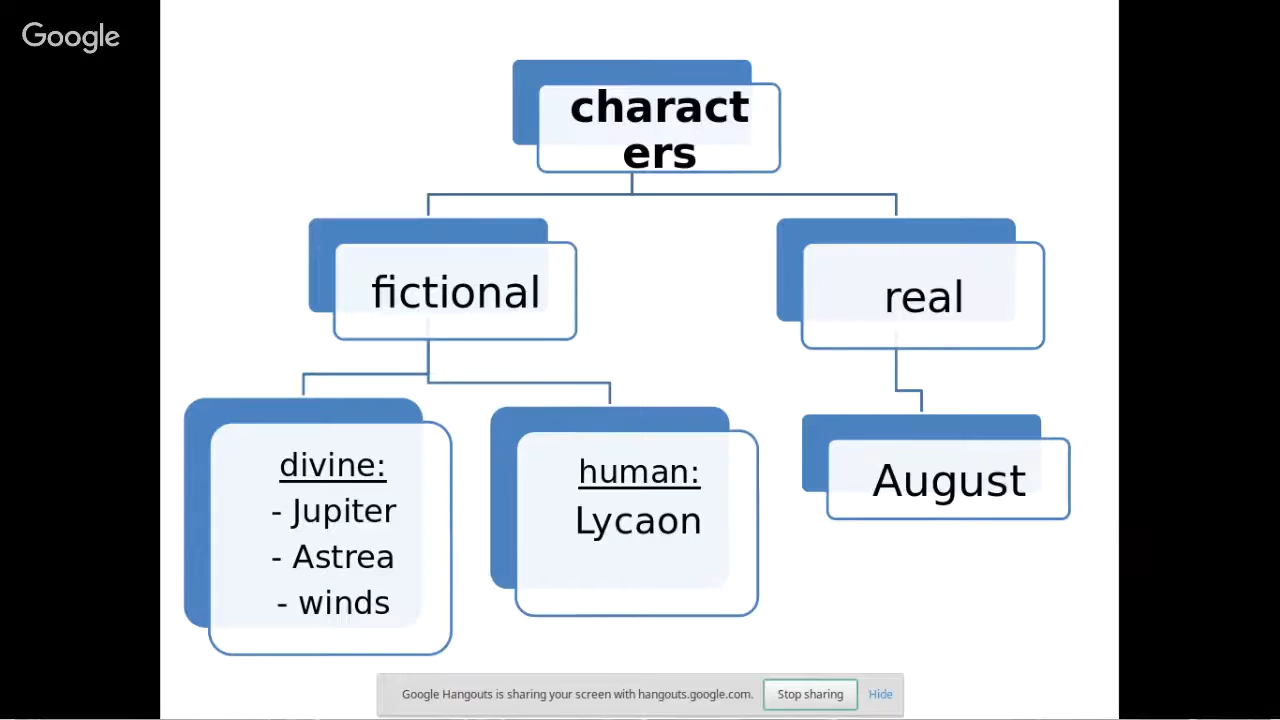 Google
charact
ers
fictional
real
divine:
- Jupiter
- Astrea
- winds
human:
Lycaon
August
Google Hangouts is sharing your screen with hangouts.google.com.
Stop sharing
Hide